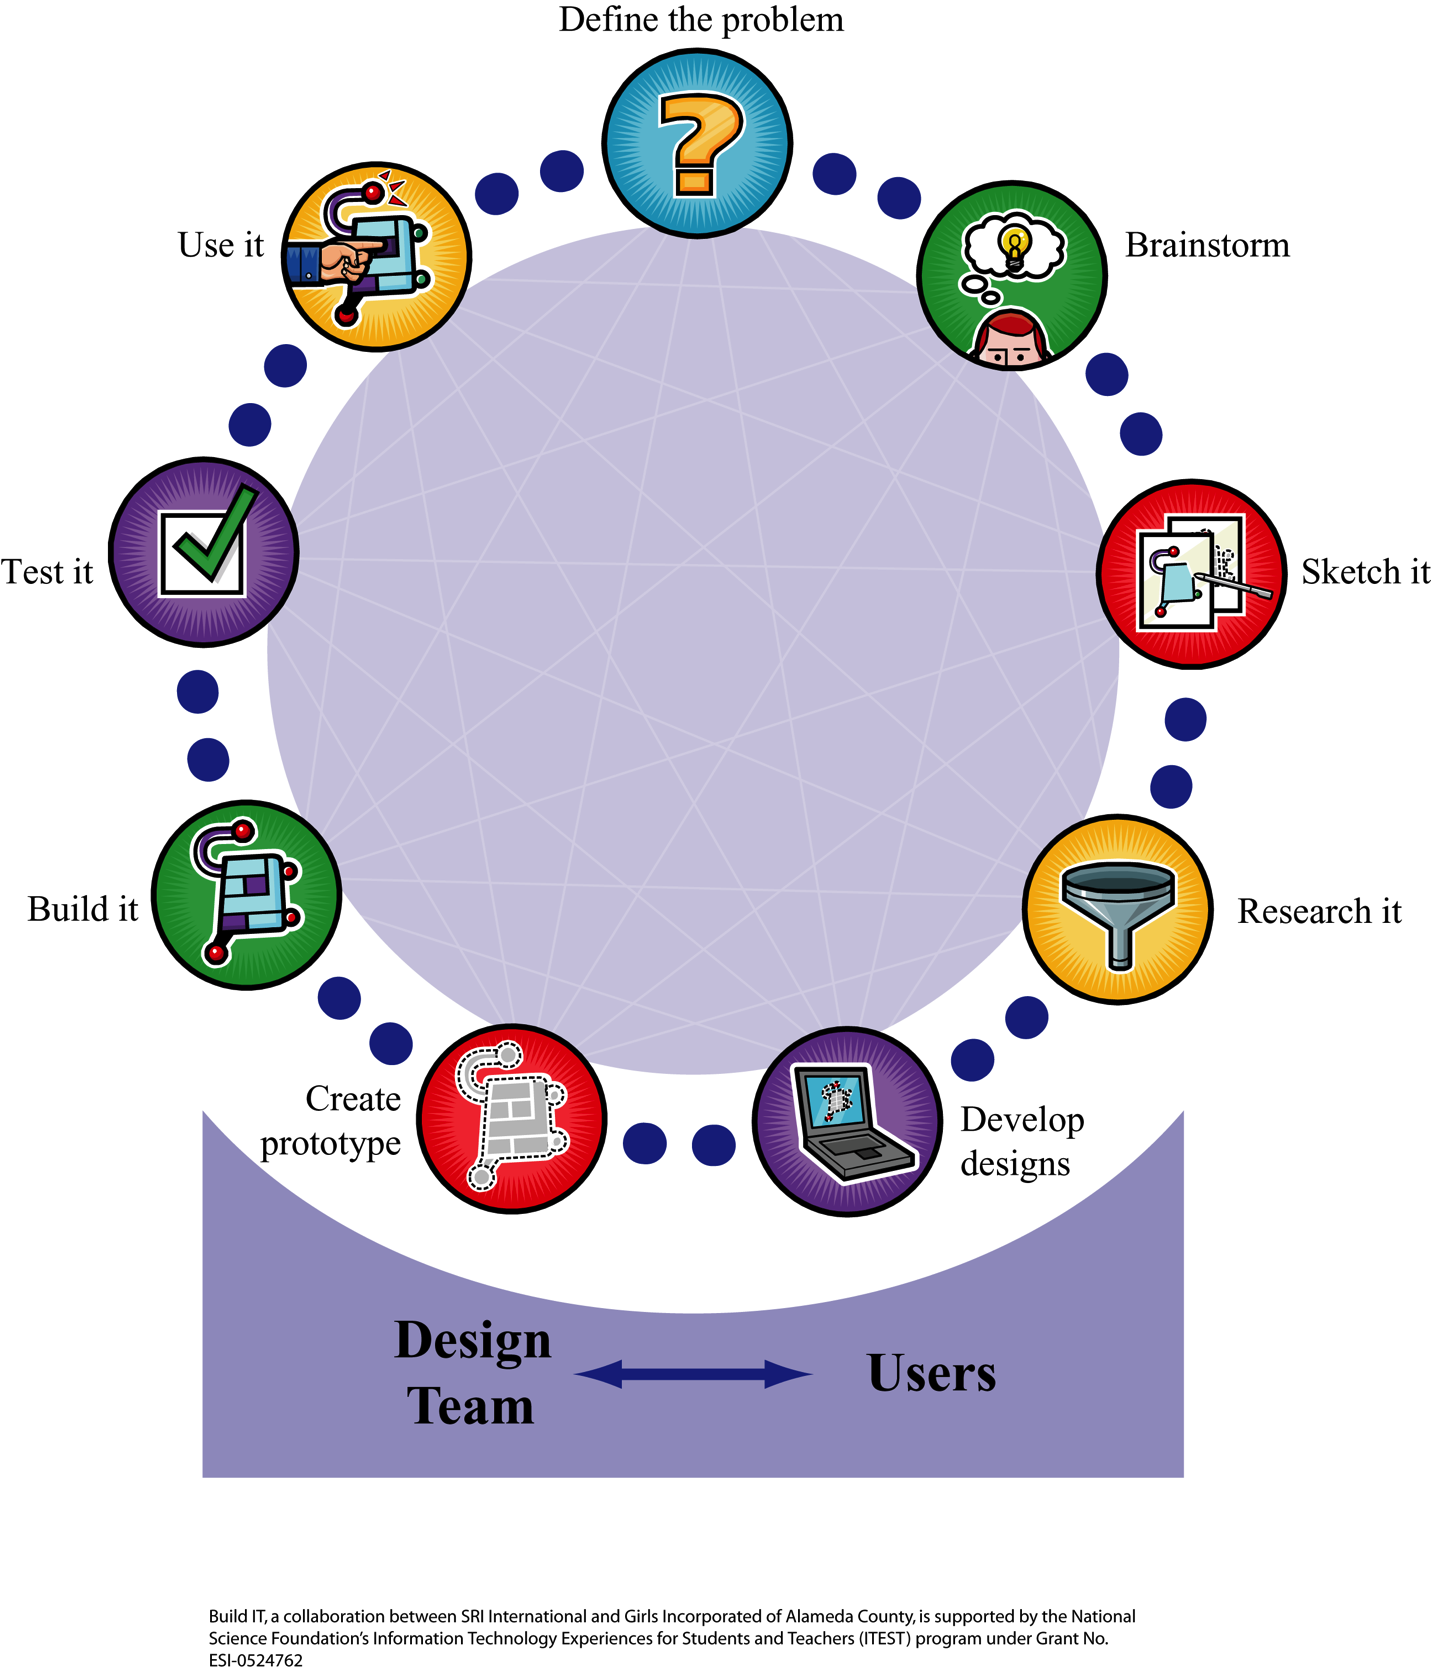 Define the problem
Brainstorm
Sketch it
Research it
Develop
designs
Create
prototype
Build it
Test it
Use it
Design
Team
Users
Build IT, a collaboration between SRI International and Girls Incorporated of Alameda County, is supported by the National
Science Foundation's Information Technology Experiences for Students and Teachers (ITEST) program under Grant No.
ESI-0524762